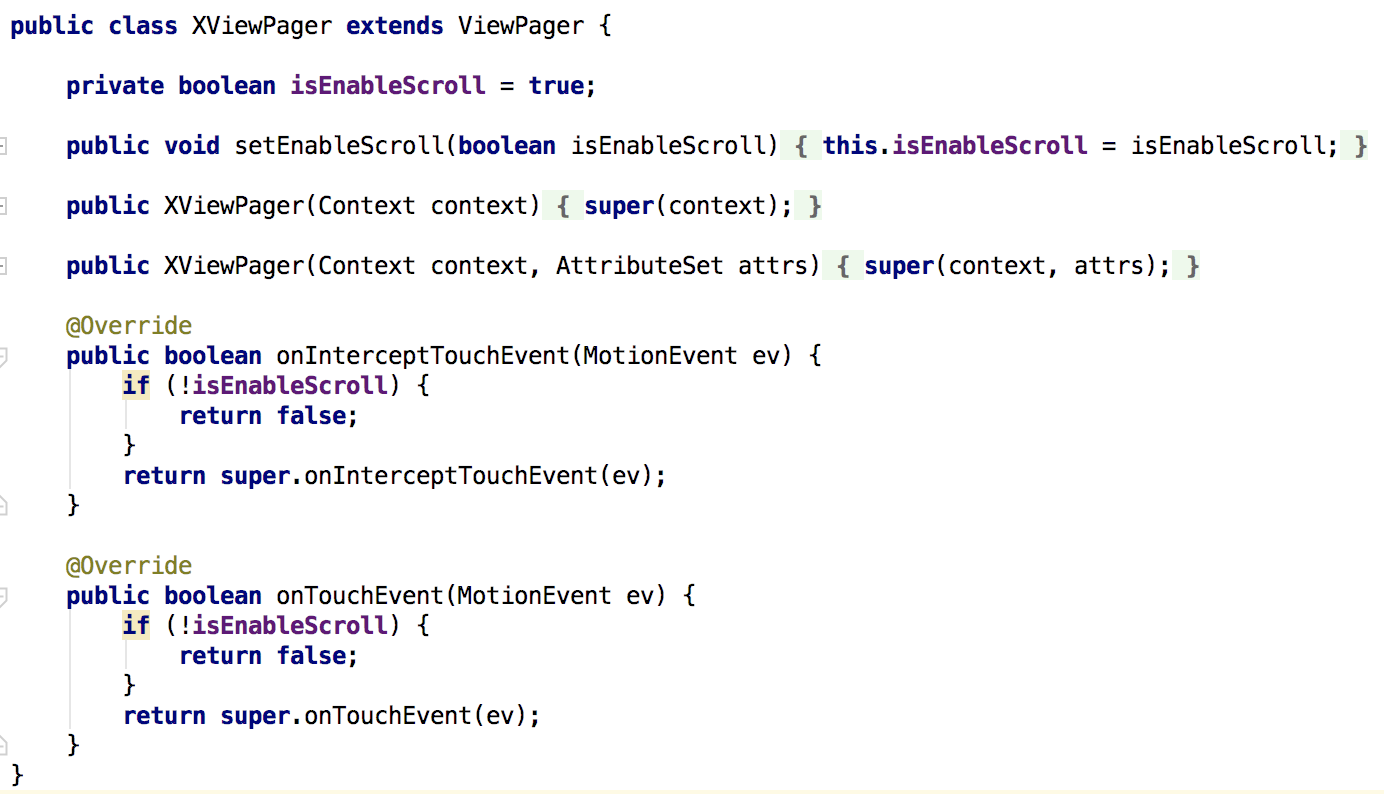 public class XViewPager extends ViewPager {
private boolean isEnableScroll = true;
public void setEnableScroll(boolean isEnableScroll) { this.isEnableScroll = isEnableScroll; }
public XViewPager(Context context) { super(context); }
public XViewPager(Context context, AttributeSet attrs) { super(context, attrs); }
@Override
public boolean onInterceptTouchEvent(MotionEvent ev) {
if (!isEnableScroll) {
return false;
}
return super.onInterceptTouchEvent(ev);
}
@Override
public boolean onTouchEvent(MotionEvent ev) {
if (!isEnableScroll) {
return false;
}
return super.onTouchEvent(ev);
}
}